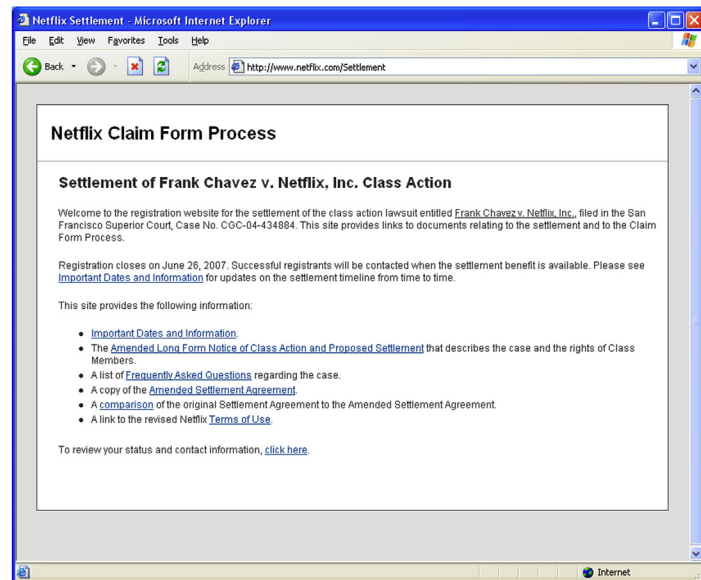 Netflix Settlement - Microsoft Internet Explorer
File Edit View Favorites Tools Help
Back Address http://www.netflix.com/Settlement
Netflix Claim Form Process
Settlement of Frank Chavez v. Netflix, Inc. Class Action
Welcome to the registration website for the settlement of the class action lawsuit entitled Frank Chavez v. Netflix, Inc., filed in the San
Francisco Superior Court, Case No. CGC-04-434884. This site provides links to documents relating to the settlement and to the Claim
Form Process.
Registration closes on June 26, 2007. Successful registrants will be contacted when the settlement benefit is available. Please see
Important Dates and Information for updates on the settlement timeline from time to time.
This site provides the following information:
• Important Dates and Information.
• The Amended Long Form Notice of Class Action and Proposed Settlement that describes the case and the rights of Class
Members.
• A list of Frequently Asked Questions regarding the case.
• A copy of the Amended Settlement Agreement.
• A comparison of the original Settlement Agreement to the Amended Settlement Agreement.
• A link to the revised Netflix Terms of Use.
To review your status and contact information, click here.
Internet